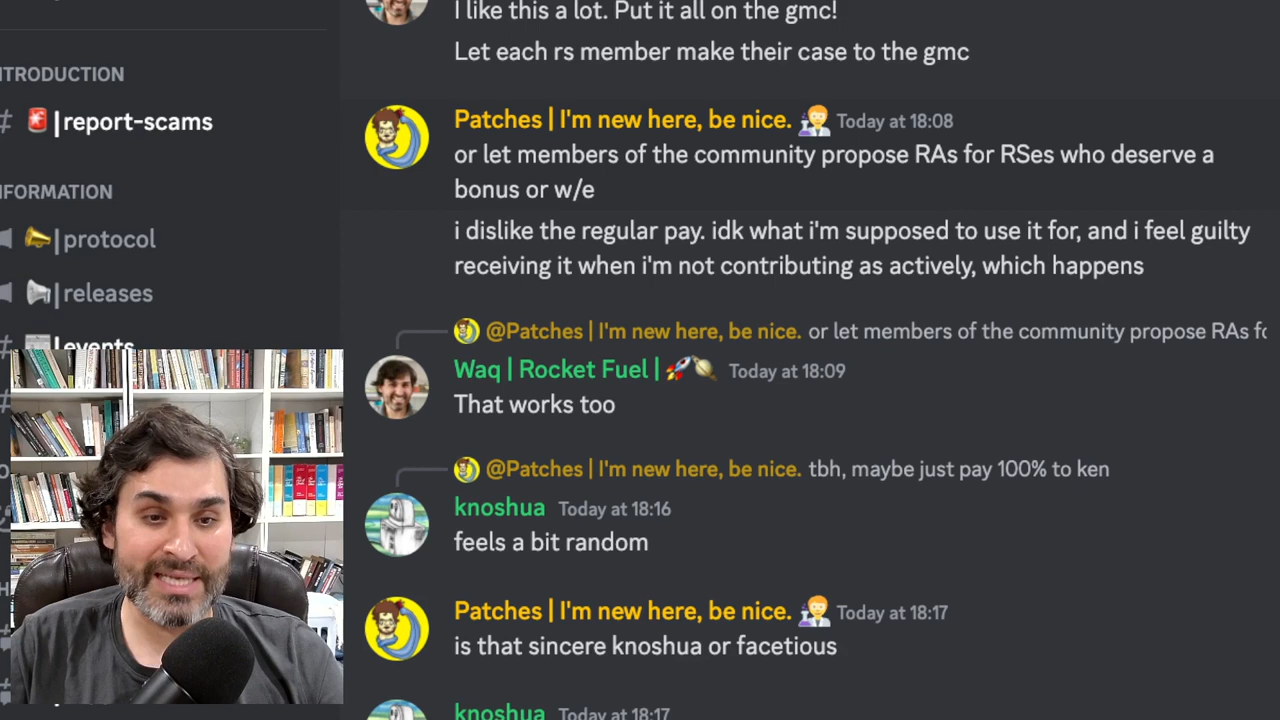 I like this a lot. Put it all on the gmc!
Let each rs member make their case to the gmc
NTRODUCTION
# |report-scams
NFORMATION
|protocol
|releases
|events
Patches | I'm new here, be nice. Today at 18:08
or let members of the community propose RAs for RSes who deserve a
bonus or w/e
i dislike the regular pay. idk what i'm supposed to use it for, and i feel guilty
receiving it when i'm not contributing as actively, which happens
@Patches | I'm new here, be nice. or let members of the community propose RAs fo
Waq | Rocket Fuel | Today at 18:09
That works too
@Patches | I'm new here, be nice. tbh, maybe just pay 100% to ken
knoshua Today at 18:16
feels a bit random
Patches | I'm new here, be nice. Today at 18:17
is that sincere knoshua or facetious
knoshua Today at 18:17